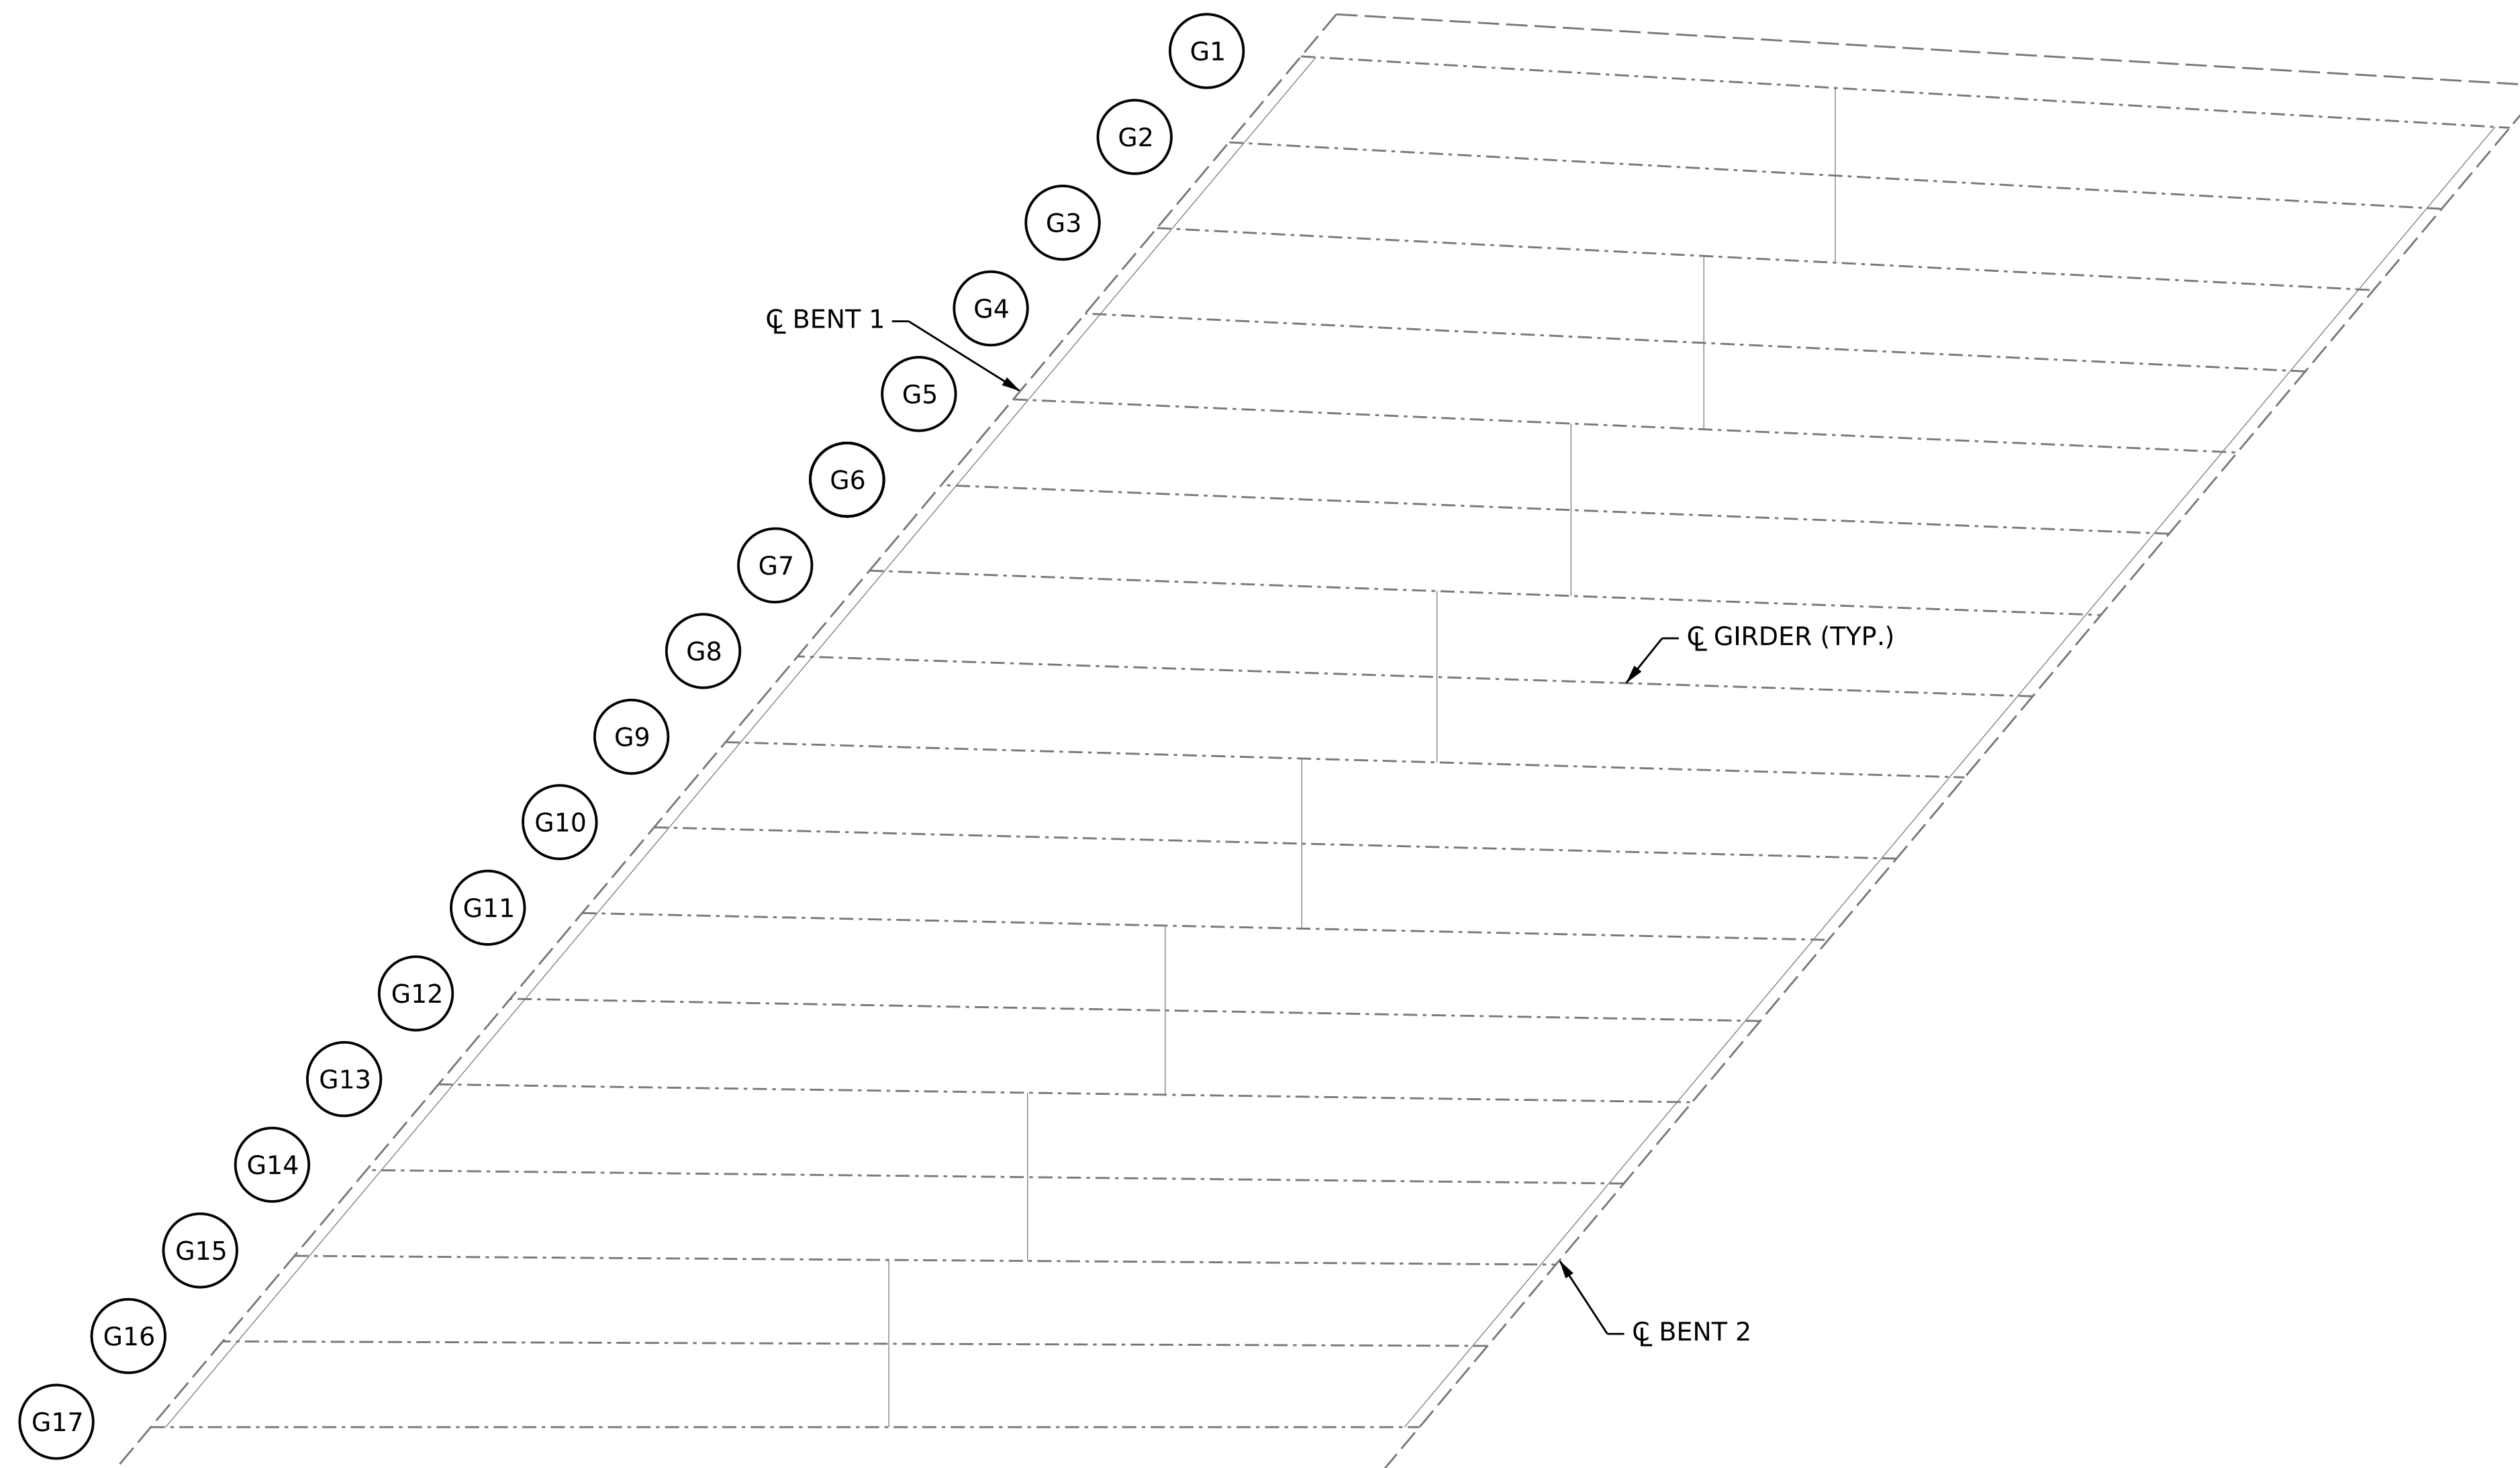 G1
G2
G3
G4
℄ BENT 1
G5
G6
G7
℄ GIRDER (TYP.)
G8
G9
G10
G11
G12
G13
G14
G15
G16
℄ BENT 2
G17